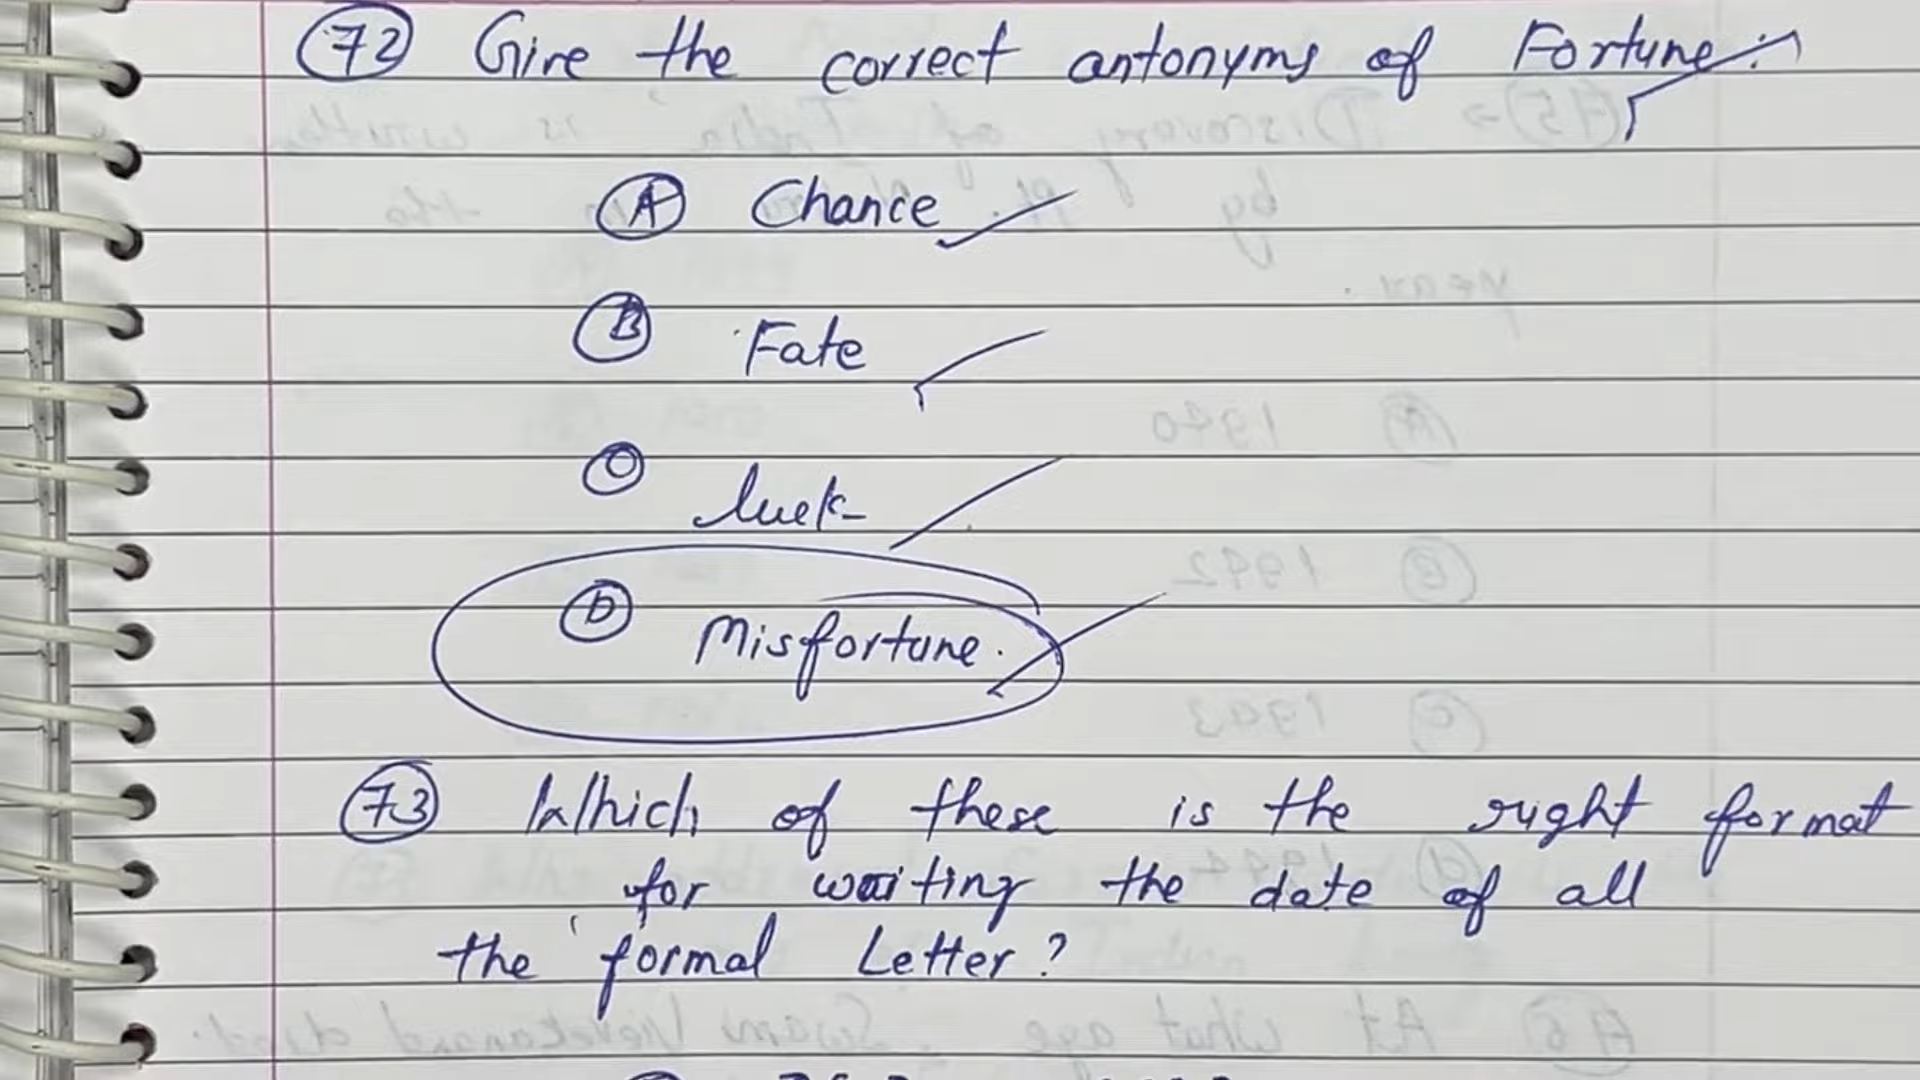 72 Give the correct antonyms of Fortune :-
A Chance
B Fate
C luck
D Misfortune.
73 Which of these is the right format
for writing the date of all
the formal Letter?